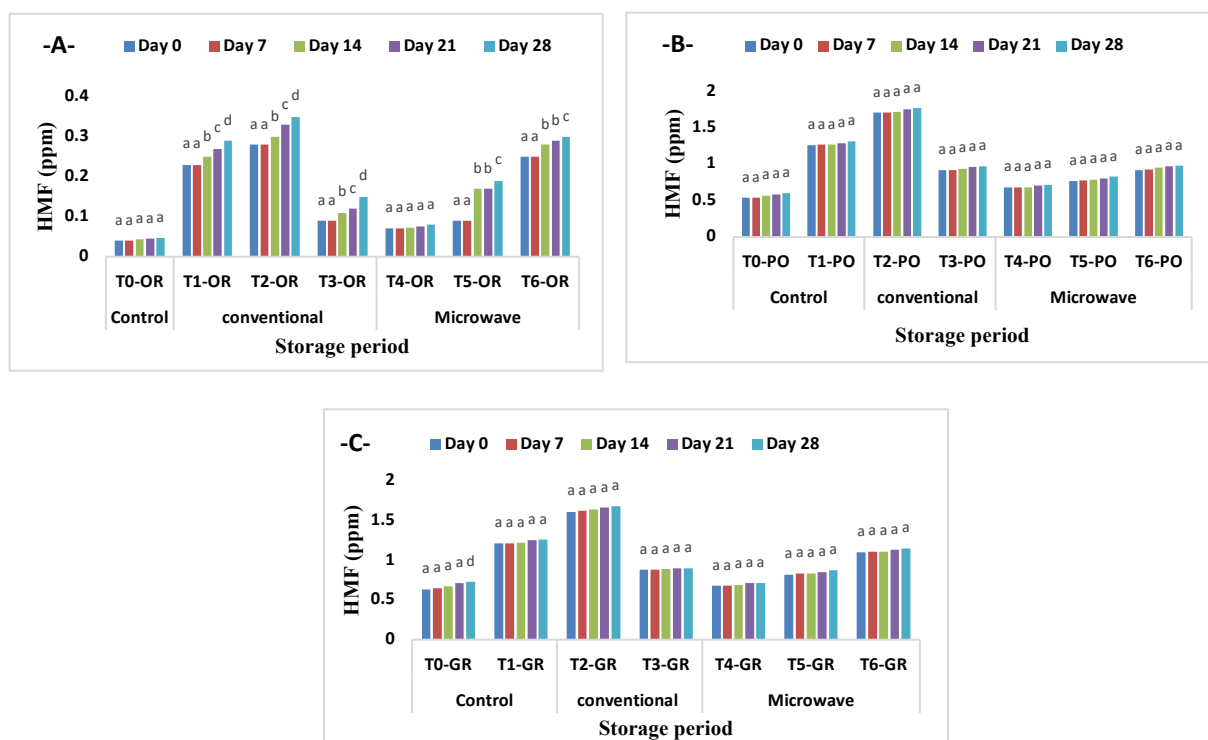 -A-
Day 0 Day 7 Day 14 Day 21 Day 28
HMF (ppm)
0.4
0.3
0.2
0.1
0
a a a a a
a a b c d
a a b c d
a a b c d
a a a a a
a a b b c
a a b b c
T0-OR T1-OR T2-OR T3-OR T4-OR T5-OR T6-OR
Control conventional Microwave
Storage period
-B-
Day 0 Day 7 Day 14 Day 21 Day 28
HMF (ppm)
2
1.5
1
0.5
0
a a a a a
a a a a a
a a a a a
a a a a a
a a a a a
a a a a a
a a a a a
T0-PO T1-PO T2-PO T3-PO T4-PO T5-PO T6-PO
Control conventional Microwave
Storage period
-C-
Day 0 Day 7 Day 14 Day 21 Day 28
HMF (ppm)
2
1.5
1
0.5
0
a a a a d
a a a a a
a a a a a
a a a a a
a a a a a
a a a a a
a a a a a
T0-GR T1-GR T2-GR T3-GR T4-GR T5-GR T6-GR
Control conventional Microwave
Storage period